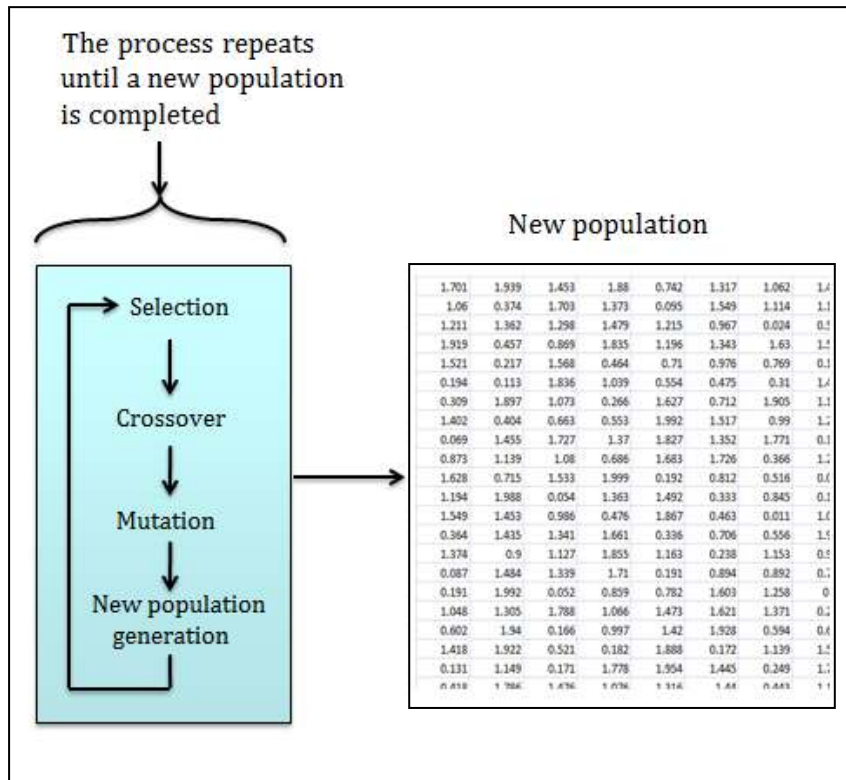 The process repeats
until a new population
is completed
New population
Selection
Crossover
Mutation
New population
generation
1.701 1.939 1.453 1.88 0.742 1.317 1.062
1.06 0.374 1.703 1.373 0.095 1.549 1.114
1.211 1.362 1.298 1.479 1.215 0.967 0.024
1.919 0.457 0.869 1.835 1.196 1.343 1.63
1.521 0.217 1.568 0.464 0.71 0.976 0.769
0.194 0.113 1.836 1.039 0.554 0.475 0.31
0.309 1.897 1.073 0.266 1.627 0.712 1.905
1.402 0.404 0.663 0.553 1.992 1.517 0.99
0.069 1.455 1.727 1.37 1.827 1.352 1.771
0.873 1.139 1.08 0.686 1.683 1.726 0.366
1.628 0.715 1.533 1.999 0.192 0.812 0.516
1.194 1.988 0.054 1.363 1.492 0.333 0.845
1.549 1.453 0.986 0.476 1.867 0.463 0.011
0.364 1.435 1.341 1.661 0.336 0.706 0.556
1.374 0.9 1.127 1.855 1.163 0.238 1.153
0.087 1.484 1.339 1.71 0.191 0.894 0.892
0.191 1.992 0.052 0.859 0.782 1.603 1.258
1.048 1.305 1.788 1.066 1.473 1.621 1.371
0.602 1.94 0.166 0.997 1.42 1.928 0.594
1.418 1.922 0.521 0.182 1.888 0.172 1.139
0.131 1.149 0.171 1.778 1.954 1.445 0.249